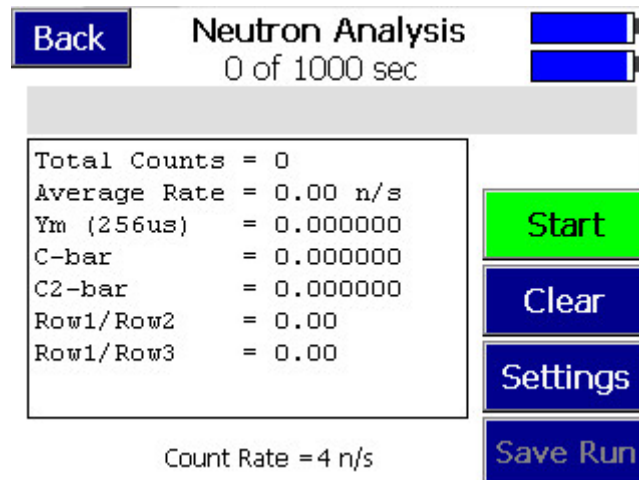 Back
Neutron Analysis
0 of 1000 sec
Total Counts = 0
Average Rate = 0.00 n/s
Ym (256us) = 0.000000
C-bar = 0.000000
C2-bar = 0.000000
Row1/Row2 = 0.00
Row1/Row3 = 0.00
Start
Clear
Settings
Save Run
Count Rate = 4 n/s